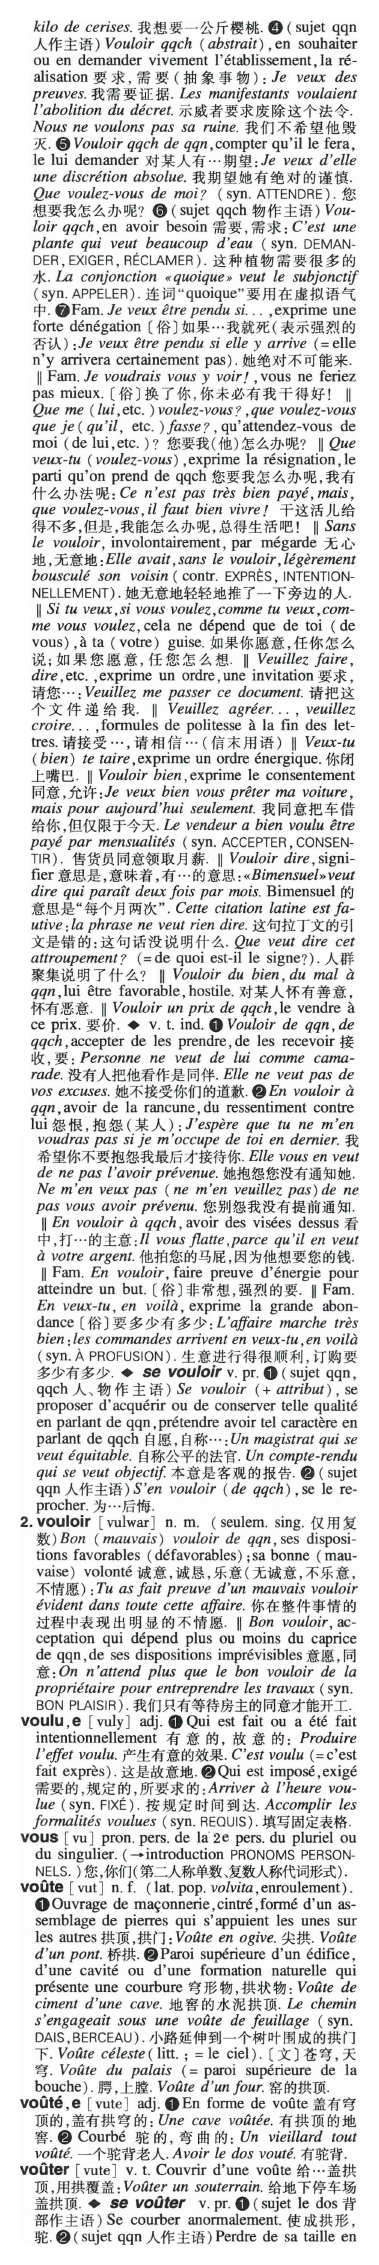 kilo de cerises. 我想要一公斤樱桃. ❹ (sujet qqn
人作主语) Vouloir qqch (abstrait), en souhaiter
ou en demander vivement l'établissement, la ré-
alisation 要求, 需要 (抽象事物): Je veux des
preuves. 我需要证据. Les manifestants voulaient
l'abolition du décret. 示威者要求废除这个法令.
Nous ne voulons pas sa ruine. 我们不希望他毁
灭. ❺ Vouloir qqch de qqn, compter qu'il le fera,
le lui demander 对某人有…期望: Je veux d'elle
une discrétion absolue. 我期望她有绝对的谨慎.
Que voulez-vous de moi? (syn. ATTENDRE). 您
想要我怎么办呢? ❻ (sujet qqch 物作主语) Vou-
loir qqch, en avoir besoin 需要, 需求: C'est une
plante qui veut beaucoup d'eau (syn. DEMAN-
DER, EXIGER, RÉCLAMER). 这种植物需要很多的
水. La conjonction «quoique» veut le subjonctif
(syn. APPELER). 连词“quoique”要用在虚拟语气
中. ❼ Fam. Je veux être pendu si..., exprime une
forte dénégation [俗] 如果…我就死(表示强烈的
否认): Je veux être pendu si elle y arrive (= elle
n'y arrivera certainement pas). 她绝对不可能来.
‖ Fam. Je voudrais vous y voir!, vous ne feriez
pas mieux. [俗] 换了你, 你未必有我干得好! ‖
Que me (lui, etc.) voulez-vous?, que voulez-vous
que je (qu'il, etc.) fasse?, qu'attendez-vous de
moi (de lui, etc.)? 您要我(他)怎么办呢? ‖ Que
veux-tu (voulez-vous), exprime la résignation, le
parti qu'on prend de qqch 您要我怎么办呢, 我有
什么办法呢: Ce n'est pas très bien payé, mais,
que voulez-vous, il faut bien vivre! 干这活儿给
得不多, 但是, 我能怎么办呢, 总得生活吧! ‖ Sans
le vouloir, involontairement, par mégarde 无心
地, 无意地: Elle avait, sans le vouloir, légèrement
bousculé son voisin (contr. EXPRÈS, INTENTION-
NELLEMENT). 她无意地轻轻地推了一下旁边的人.
‖ Si tu veux, si vous voulez, comme tu veux, com-
me vous voulez, cela ne dépend que de toi (de
vous), à ta (votre) guise. 如果你愿意, 任你怎么
说; 如果您愿意, 任您怎么想. ‖ Veuillez faire,
dire, etc., exprime un ordre, une invitation 要求,
请您…: Veuillez me passer ce document. 请把这
个文件递给我. ‖ Veuillez agréer..., veuillez
croire..., formules de politesse à la fin des let-
tres. 请接受…, 请相信…(信末用语) ‖ Veux-tu
(bien) te taire, exprime un ordre énergique. 你闭
上嘴巴. ‖ Vouloir bien, exprime le consentement
同意, 允许: Je veux bien vous prêter ma voiture,
mais pour aujourd'hui seulement. 我同意把车借
给你, 但仅限于今天. Le vendeur a bien voulu être
payé par mensualités (syn. ACCEPTER, CONSEN-
TIR). 售货员同意领取月薪. ‖ Vouloir dire, signi-
fier 意思是, 意味着, 有…的意思: «Bimensuel» veut
dire qui paraît deux fois par mois. Bimensuel 的
意思是“每个月两次”. Cette citation latine est fa-
utive: la phrase ne veut rien dire. 这句拉丁文的引
文是错的: 这句话没说明什么. Que veut dire cet
attroupement? (= de quoi est-il le signe?). 人群
聚集说明了什么? ‖ Vouloir du bien, du mal à
qqn, lui être favorable, hostile. 对某人怀有善意,
怀有恶意. ‖ Vouloir un prix de qqch, le vendre à
ce prix. 要价. ◆ v. t. ind. ❶ Vouloir de qqn, de
qqch, accepter de les prendre, de les recevoir 接
收, 要: Personne ne veut de lui comme cama-
rade. 没有人把他看作是同伴. Elle ne veut pas de
vos excuses. 她不接受你们的道歉. ❷ En vouloir à
qqn, avoir de la rancune, du ressentiment contre
lui 怨恨, 抱怨(某人): J'espère que tu ne m'en
voudras pas si je m'occupe de toi en dernier. 我
希望你不要抱怨我最后才接待你. Elle vous en veut
de ne pas l'avoir prévenue. 她抱怨您没有通知她.
Ne m'en veux pas (ne m'en veuillez pas) de ne
pas vous avoir prévenu. 您别怨我没有提前通知.
‖ En vouloir à qqch, avoir des visées dessus 看
中, 打…的主意: Il vous flatte, parce qu'il en veut
à votre argent. 他拍您的马屁, 因为他想要您的钱.
‖ Fam. En vouloir, faire preuve d'énergie pour
atteindre un but. [俗] 非常想, 强烈的要. ‖ Fam.
En veux-tu, en voilà, exprime la grande abon-
dance [俗] 要多少有多少: L'affaire marche très
bien: les commandes arrivent en veux-tu, en voilà
(syn. À PROFUSION). 生意进行得很顺利, 订购要
多少有多少. ◆ se vouloir v. pr. ❶ (sujet qqn,
qqch 人、物作主语) Se vouloir (+ attribut), se
proposer d'acquérir ou de conserver telle qualité
en parlant de qqn, prétendre avoir tel caractère en
parlant de qqch 自愿, 自称…: Un magistrat qui se
veut équitable. 自称公平的法官. Un compte-rendu
qui se veut objectif. 本意是客观的报告. ❷ (sujet
qqn 人作主语) S'en vouloir (de qqch), se le re-
procher. 为…后悔.
2. vouloir [vulwar] n. m. (seulem. sing. 仅用复
数) Bon (mauvais) vouloir de qqn, ses disposi-
tions favorables (défavorables); sa bonne (mau-
vaise) volonté 诚意, 诚恳, 乐意(无诚意, 不乐意,
不情愿): Tu as fait preuve d'un mauvais vouloir
évident dans toute cette affaire. 你在整件事情的
过程中表现出明显的不情愿. ‖ Bon vouloir, ac-
ceptation qui dépend plus ou moins du caprice
de qqn, de ses dispositions imprévisibles 意愿, 同
意: On n'attend plus que le bon vouloir de la
propriétaire pour entreprendre les travaux (syn.
BON PLAISIR). 我们只有等待房主的同意才能开工.
voulu, e [vuly] adj. ❶ Qui est fait ou a été fait
intentionnellement 有意的, 故意的: Produire
l'effet voulu. 产生有意的效果. C'est voulu (= c'est
fait exprès). 这是故意地. ❷ Qui est imposé, exigé
需要的, 规定的, 所要求的: Arriver à l'heure vou-
lue (syn. FIXÉ). 按规定时间到达. Accomplir les
formalités voulues (syn. REQUIS). 填写固定表格.
vous [vu] pron. pers. de la 2e pers. du pluriel ou
du singulier. (→ introduction PRONOMS PERSON-
NELS.) 您, 你们(第二人称单数、复数人称代词形式).
voûte [vut] n. f. (lat. pop. volvita, enroulement).
❶ Ouvrage de maçonnerie, cintré, formé d'un as-
semblage de pierres qui s'appuient les unes sur
les autres 拱顶, 拱门: Voûte en ogive. 尖拱. Voûte
d'un pont. 桥拱. ❷ Paroi supérieure d'un édifice,
d'une cavité ou d'une formation naturelle qui
présente une courbure 穹形物, 拱状物: Voûte de
ciment d'une cave. 地窖的水泥拱顶. Le chemin
s'engageait sous une voûte de feuillage (syn.
DAIS, BERCEAU). 小路延伸到一个树叶围成的拱门
下. Voûte céleste (litt.; = le ciel). [文] 苍穹, 天
穹. Voûte du palais (= paroi supérieure de la
bouche). 腭, 上膛. Voûte d'un four. 窑的拱顶.
voûté, e [vute] adj. ❶ En forme de voûte 盖有穹
顶的, 盖有拱穹的: Une cave voûtée. 有拱顶的地
窖. ❷ Courbé 驼的, 弯曲的: Un vieillard tout
voûté. 一个驼背老人. Avoir le dos vouté. 有驼背.
voûter [vute] v. t. Couvrir d'une voûte 给…盖拱
顶, 用拱覆盖: Voûter un souterrain. 给地下停车场
盖拱顶. ◆ se voûter v. pr. ❶ (sujet le dos 背
部作主语) Se courber anormalement. 使成拱形,
驼. ❷ (sujet qqn 人作主语) Perdre de sa taille en